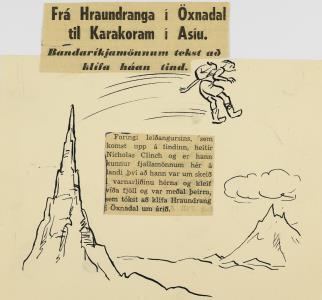 Frá Hraundranga í Öxnadal
til Karakoram í Asíu.
Bandaríkjamönnum tekst að
klífa háan tind.
Foringi leiðangursins, sem
komst upp á tindinn, heitir
Nicholas Clinch og er hann
kunnur fjallamönnum hér á
landi því að hann var um skeið
í varnarliðinu hérna og kleif
víða fjöll og var meðal þeirra,
sem tókst að klífa Hraundrang
í Öxnadal um árið.